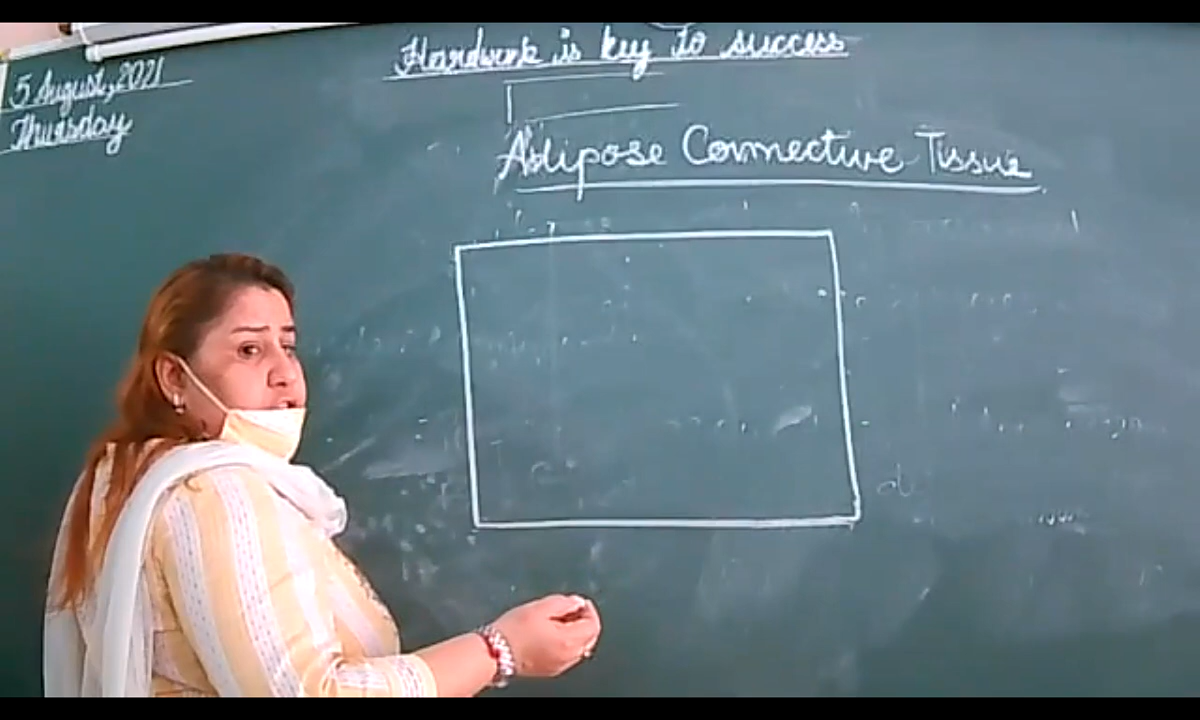 Hardwork is key to success
5 August, 2021
Thursday
Adipose Connective Tissue